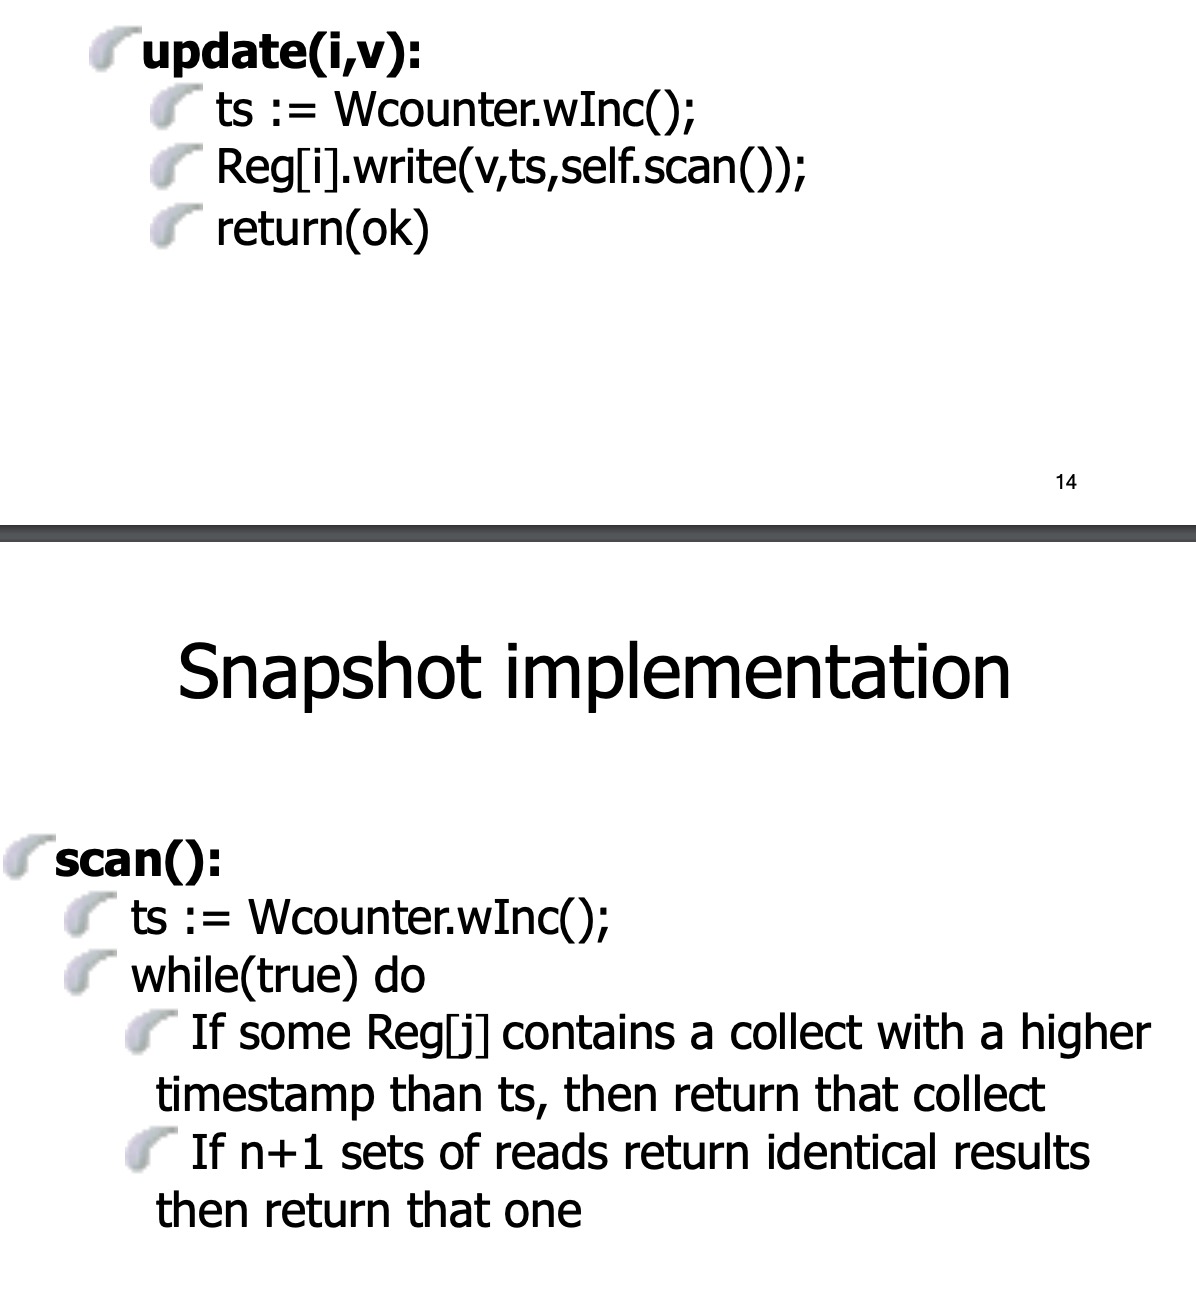 update(i,v):
ts := Wcounter.wInc();
Reg[i].write(v,ts,self.scan());
return(ok)
14
Snapshot implementation
scan():
ts := Wcounter.wInc();
while(true) do
If some Reg[j] contains a collect with a higher
timestamp than ts, then return that collect
If n+1 sets of reads return identical results
then return that one